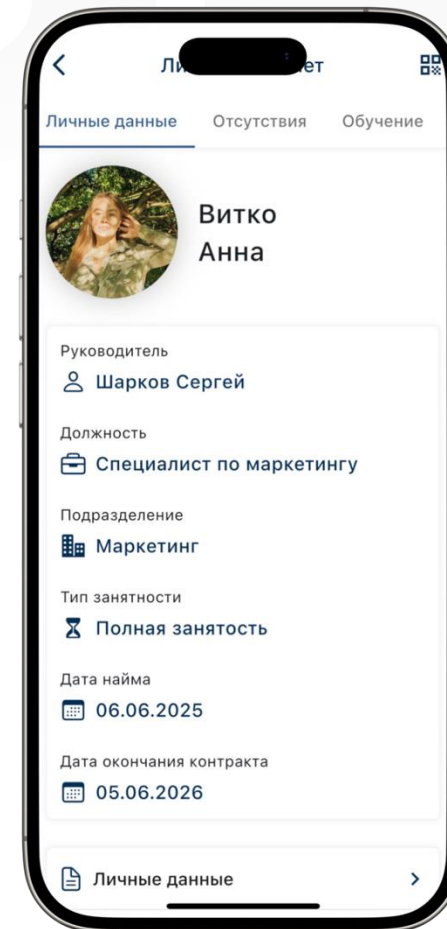 Личные данные Отсутствия Обучение
Витко
Анна
Руководитель
Шарков Сергей
Должность
Специалист по маркетингу
Подразделение
Маркетинг
Тип занятности
Полная занятость
Дата найма
06.06.2025
Дата окончания контракта
05.06.2026
Личные данные